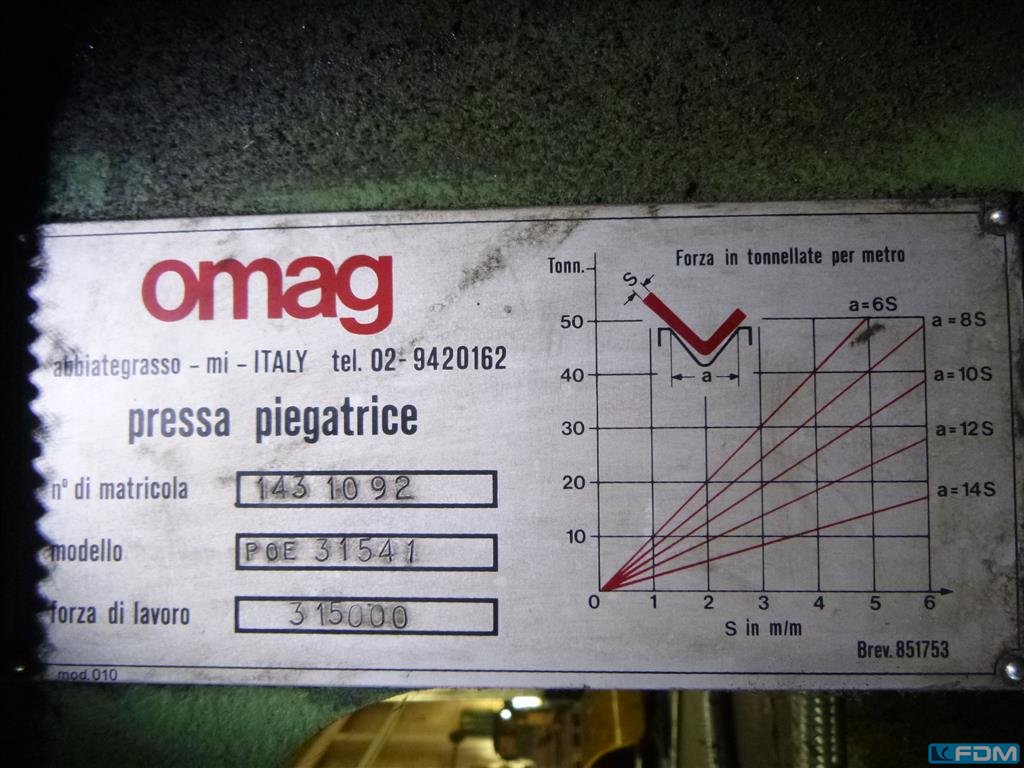 omag
abbiategrasso - mi - ITALY tel. 02-9420162
pressa piegatrice
n° di matricola 143 1092
modello POE 31541
forza di lavoro 315000
mod. 010
Forza in tonnellate per metro
Tonn.
S
a
50
40
30
20
10
0 1 2 3 4 5 6
S in m/m
a=6S
a=8S
a=10S
a=12S
a=14S
Brev. 851753
FDM